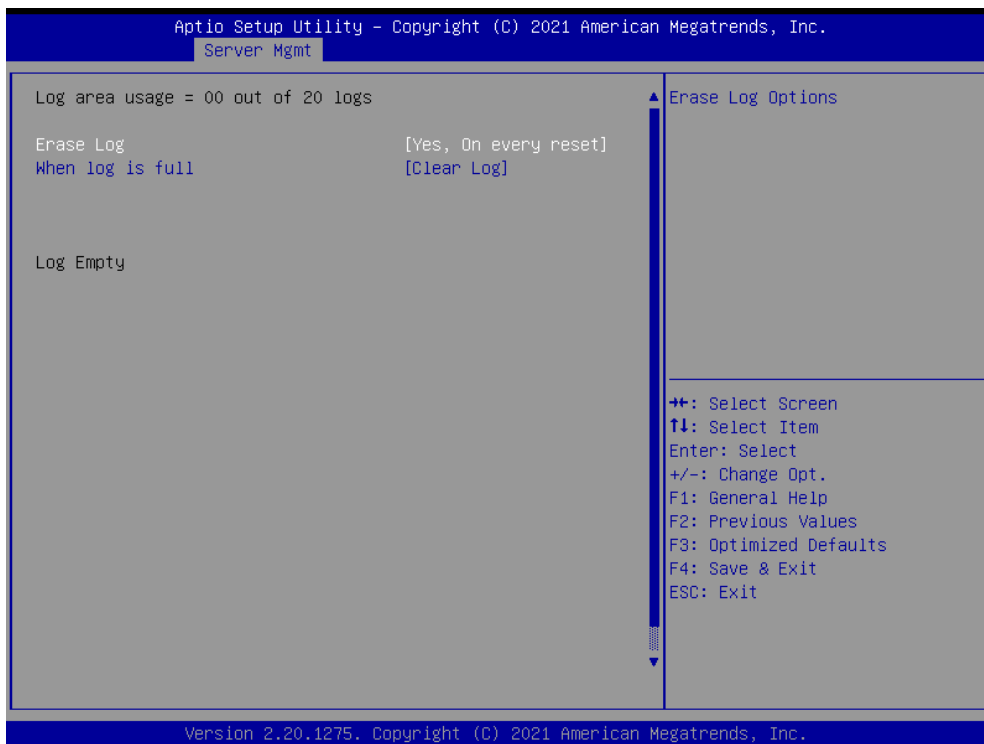 Aptio Setup Utility – Copyright (C) 2021 American Megatrends, Inc.
Server Mgmt
Log area usage = 00 out of 20 logs
Erase Log [Yes, On every reset]
When log is full [Clear Log]
Log Empty
Erase Log Options
→←: Select Screen
↑↓: Select Item
Enter: Select
+/-: Change Opt.
F1: General Help
F2: Previous Values
F3: Optimized Defaults
F4: Save & Exit
ESC: Exit
Version 2.20.1275. Copyright (C) 2021 American Megatrends, Inc.